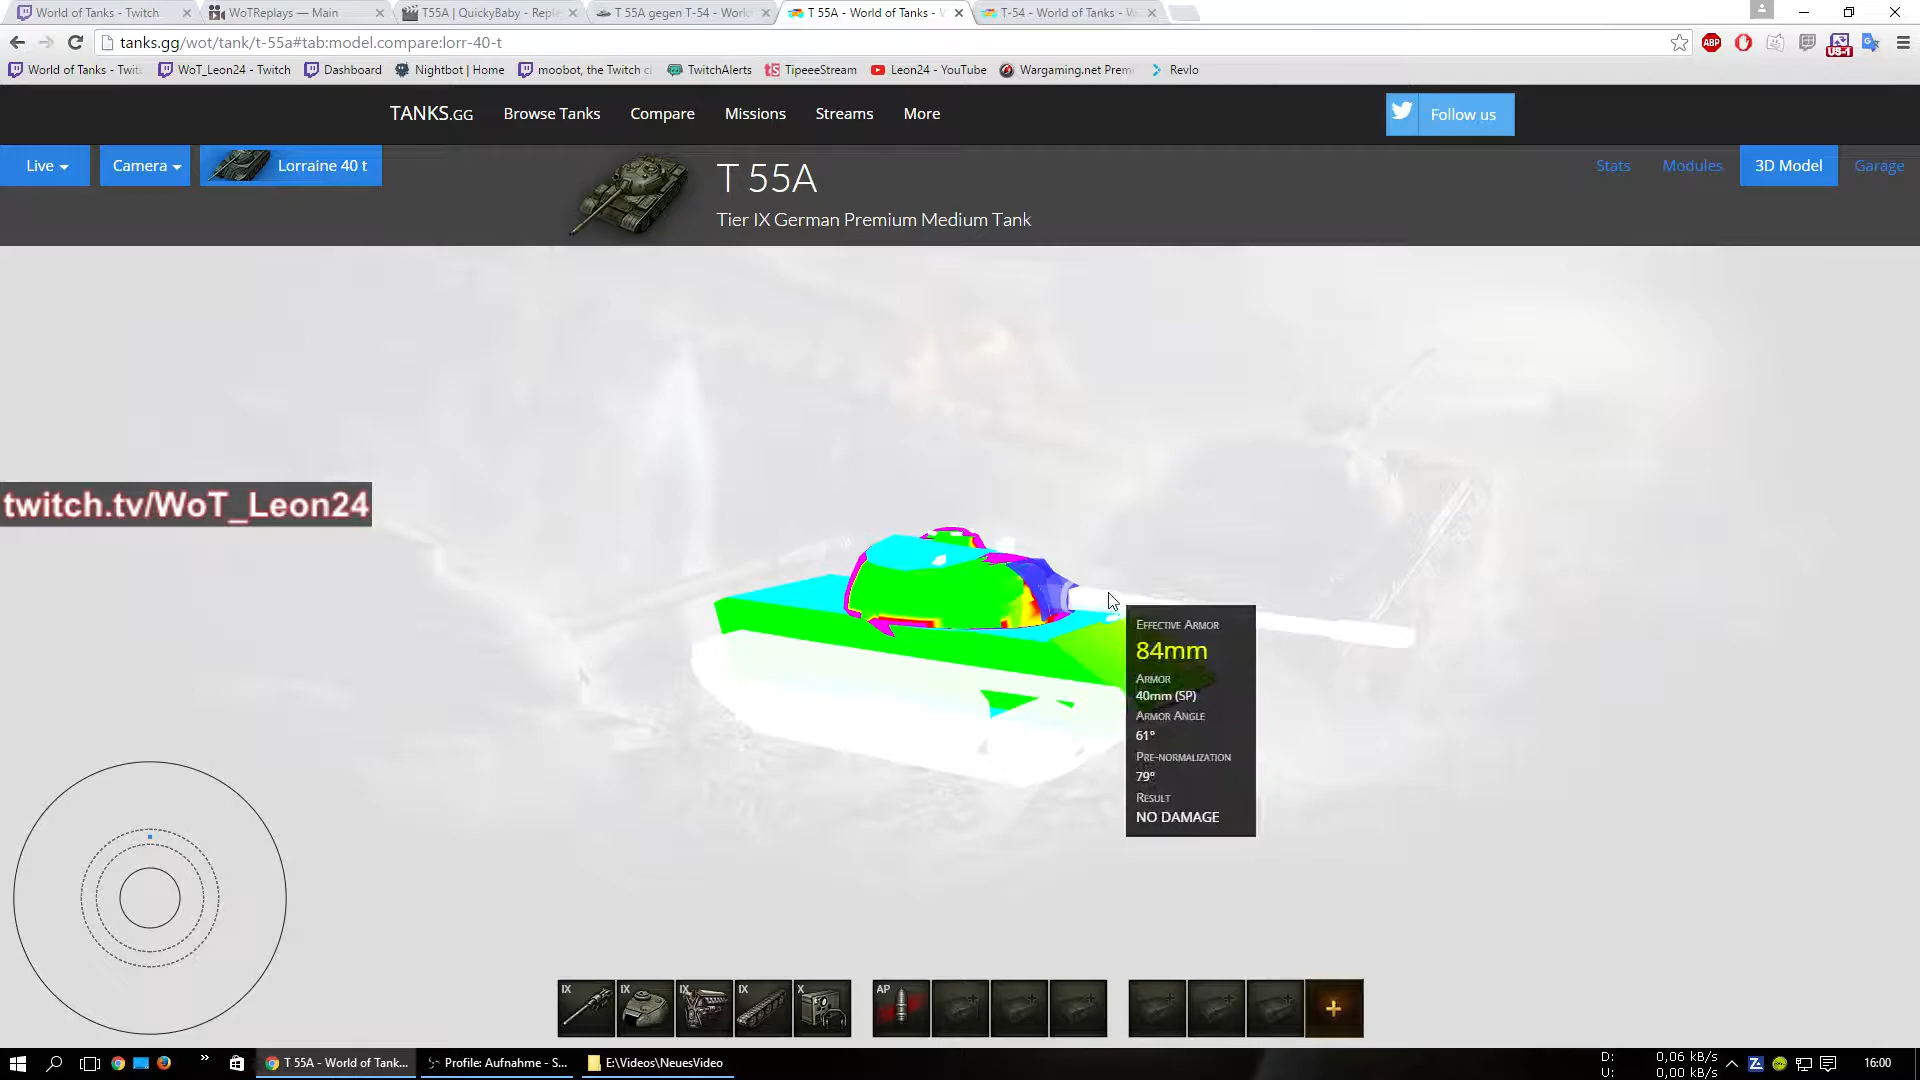 World of Tanks - Twitch
WoTReplays — Main
T55A | QuickyBaby - Repl
T 55A gegen T-54 - Worl
T 55A - World of Tanks -
T-54 - World of Tanks -
tanks.gg/wot/tank/t-55a#tab:model.compare:lorr-40-t
ABP
US-1
World of Tanks - Twit
WoT_Leon24 - Twitch
Dashboard
Nightbot | Home
moobot, the Twitch c
TwitchAlerts
TipeeeStream
Leon24 - YouTube
Wargaming.net Prem
Revlo
TANKS.GG
Browse Tanks
Compare
Missions
Streams
More
Follow us
Live
Camera
Lorraine 40 t
T 55A
Tier IX German Premium Medium Tank
Stats
Modules
3D Model
Garage
twitch.tv/WoT_Leon24
Effective Armor
84mm
Armor
40mm (SP)
Armor Angle
61°
Pre-normalization
79°
Result
NO DAMAGE
IX
IX
IX
IX
X
AP
T 55A - World of Tank...
Profile: Aufnahme - S...
E:\Videos\NeuesVideo
D: 0,06 kB/s
U: 0,00 kB/s
16:00